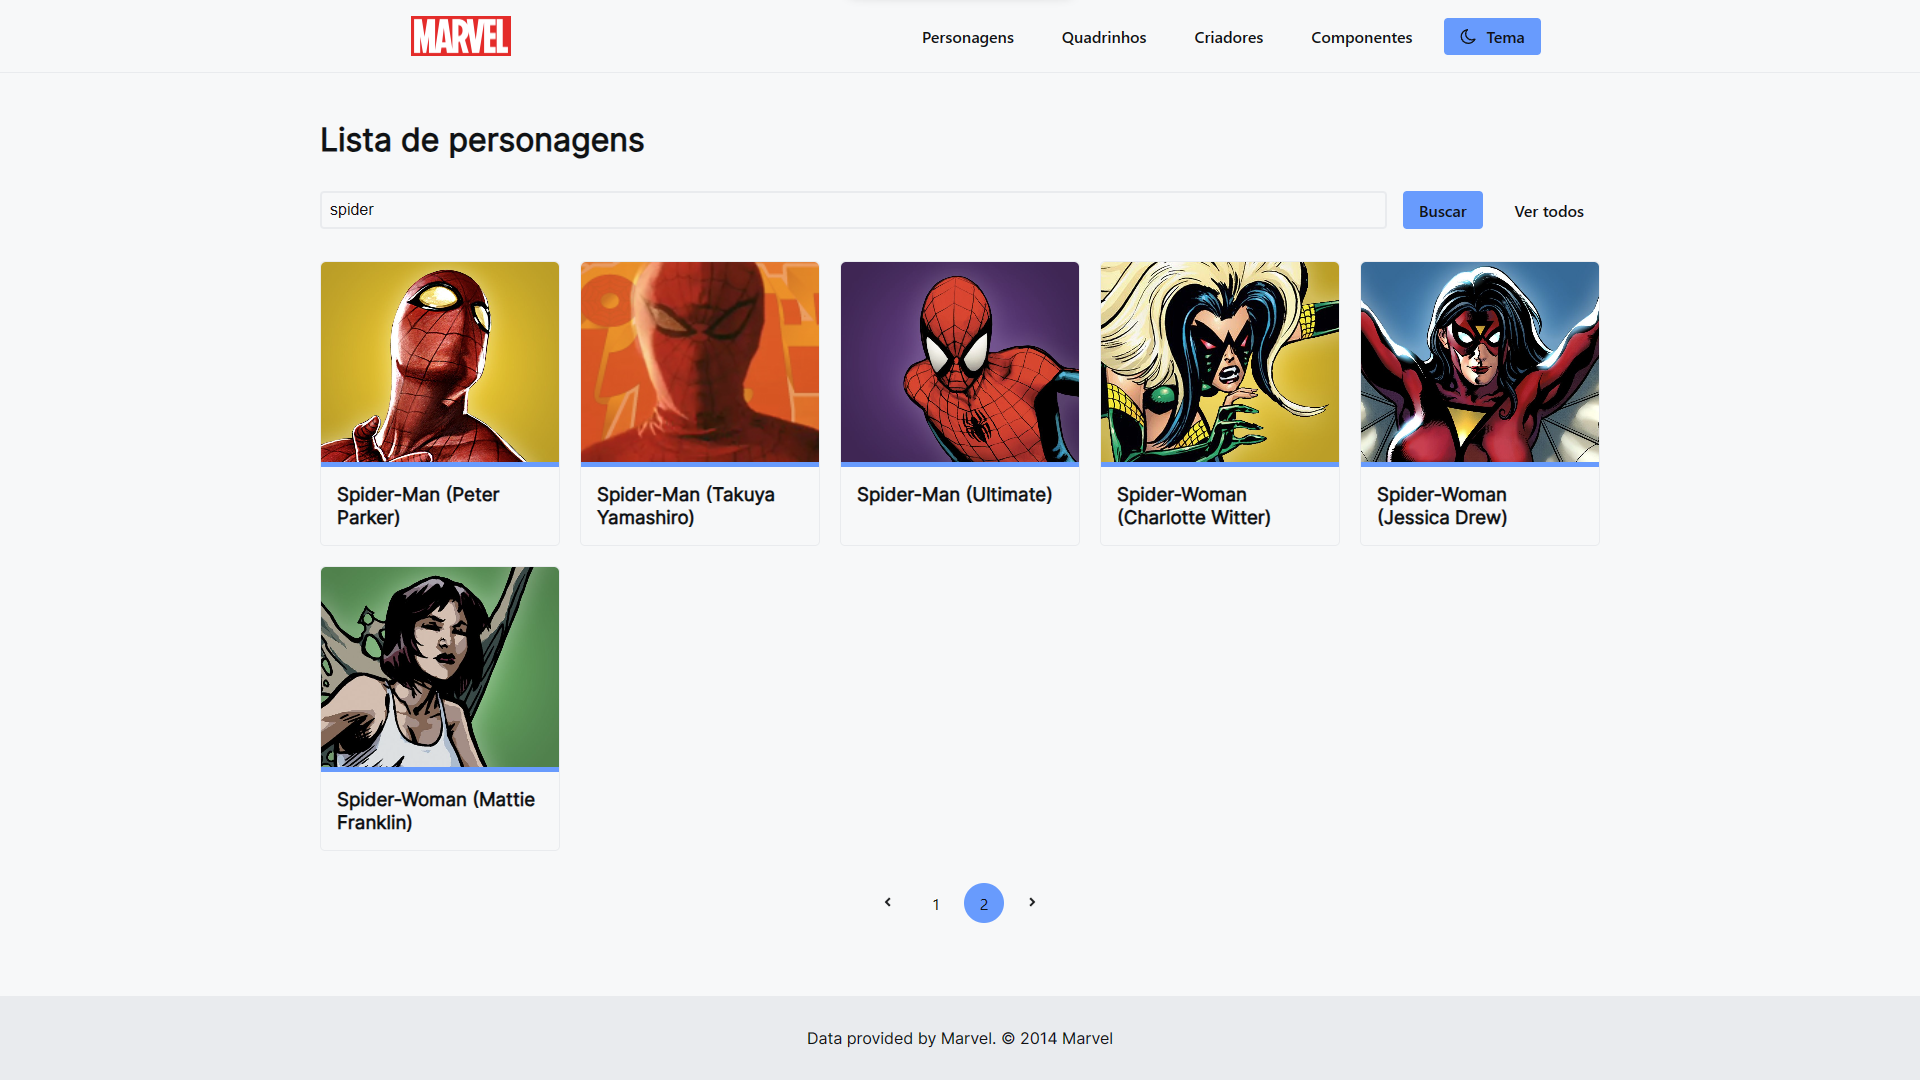 MARVEL
Personagens
Quadrinhos
Criadores
Componentes
Tema
Lista de personagens
spider
Buscar
Ver todos
Spider-Man (Peter
Parker)
Spider-Man (Takuya
Yamashiro)
Spider-Man (Ultimate)
Spider-Woman
(Charlotte Witter)
Spider-Woman
(Jessica Drew)
Spider-Woman (Mattie
Franklin)
1
2
Data provided by Marvel. © 2014 Marvel